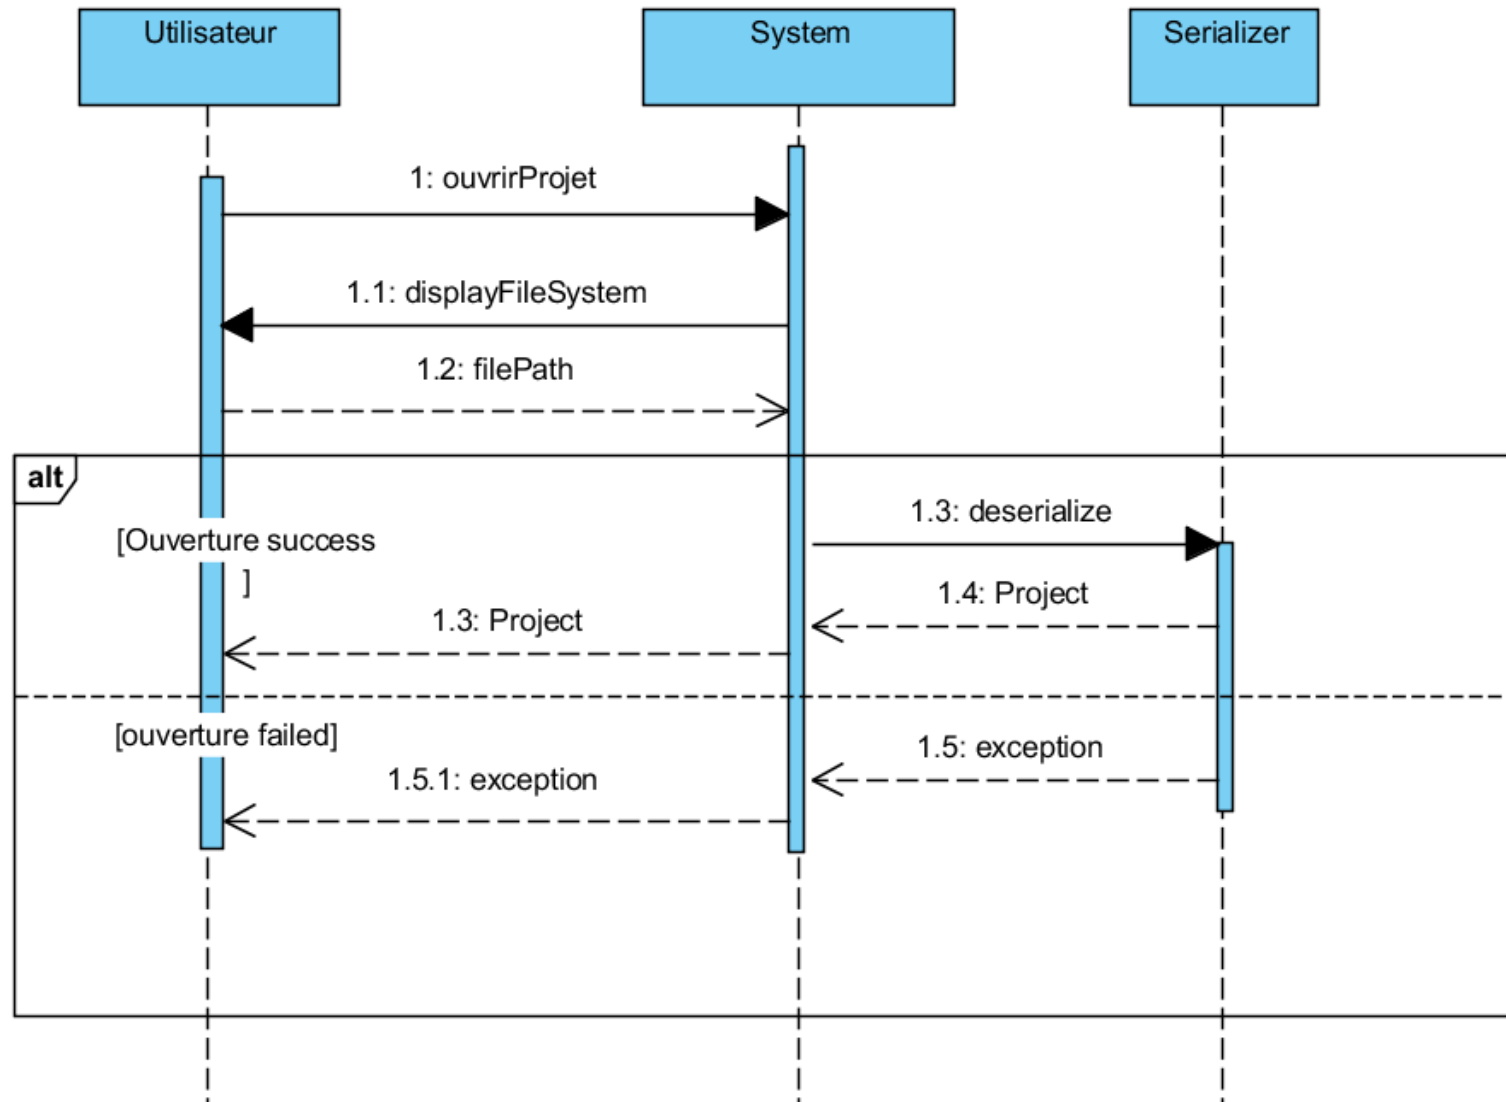 Utilisateur
System
Serializer
1: ouvrirProjet
1.1: displayFileSystem
1.2: filePath
alt
1.3: deserialize
[Ouverture success
]
1.4: Project
1.3: Project
[ouverture failed]
1.5: exception
1.5.1: exception